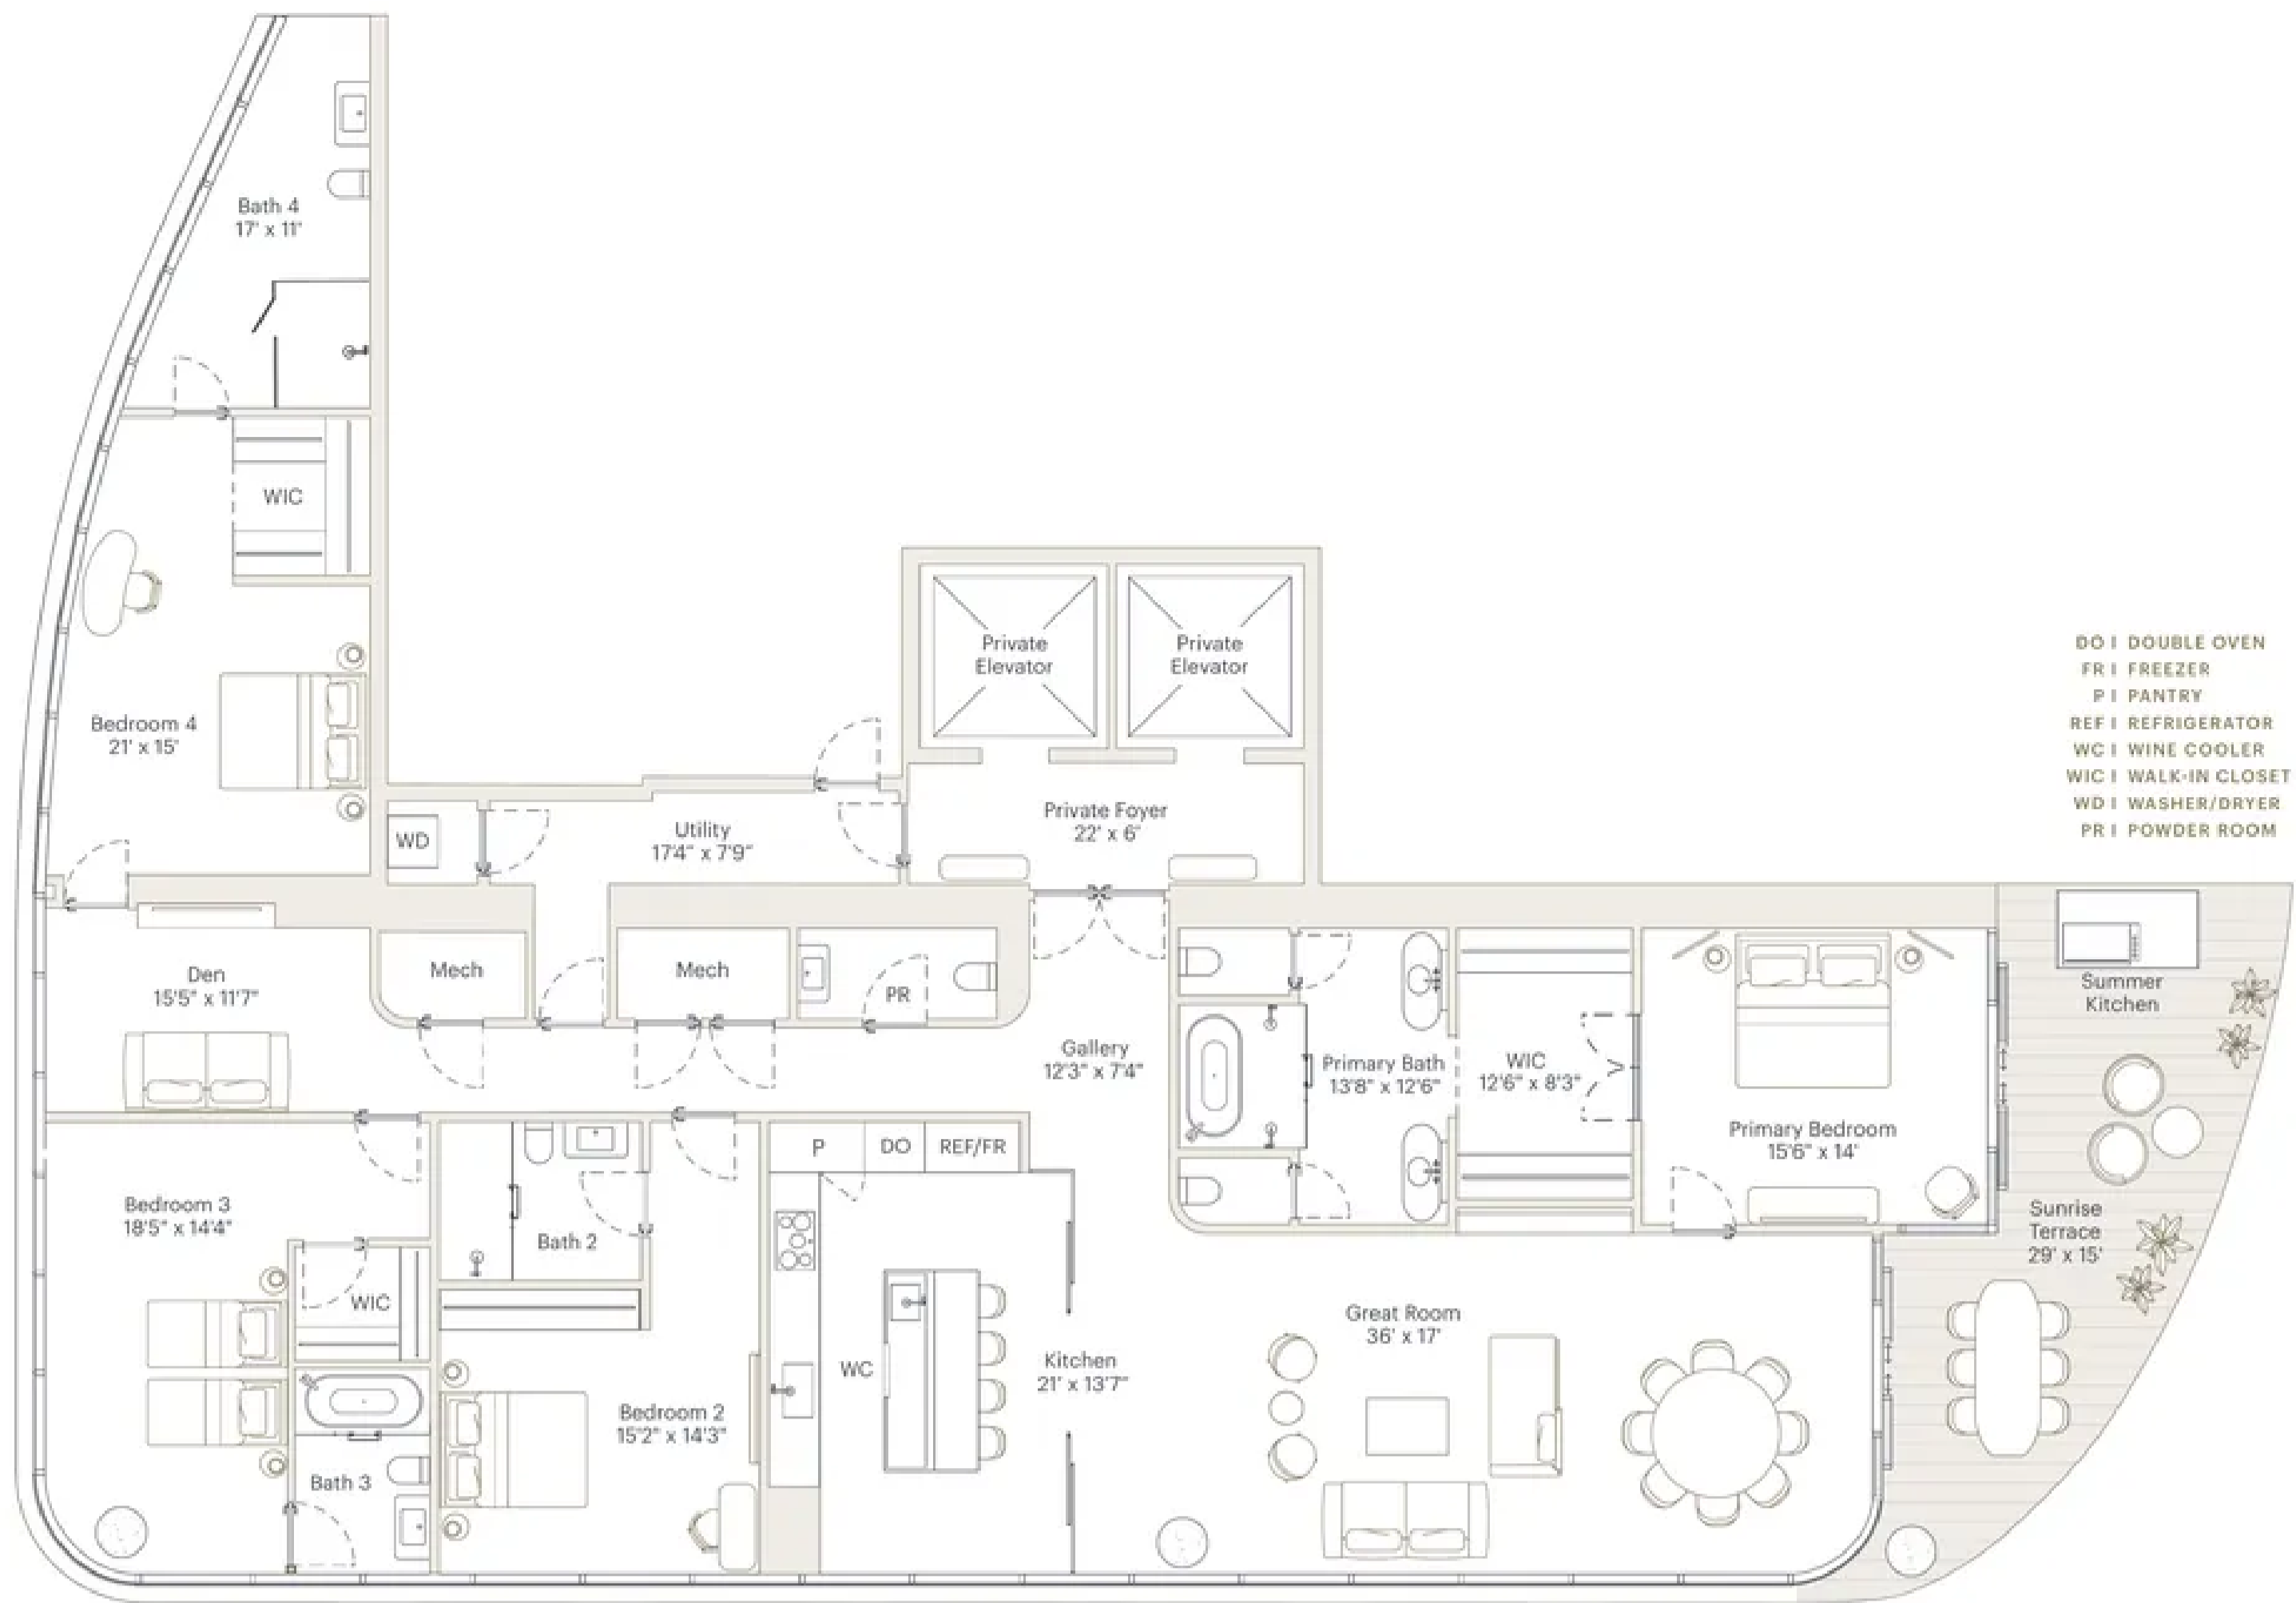 Bath 4
17' x 11'
WIC
Bedroom 4
21' x 15'
Private
Elevator
Private
Elevator
Private Foyer
22' x 6'
WD
Utility
17'4" x 7'9"
DO | DOUBLE OVEN
FR | FREEZER
P | PANTRY
REF | REFRIGERATOR
WC | WINE COOLER
WIC | WALK-IN CLOSET
WD | WASHER/DRYER
PR | POWDER ROOM
Den
15'5" x 11'7"
Mech
Mech
PR
Gallery
12'3" x 7'4"
Primary Bath
13'8" x 12'6"
WIC
12'6" x 8'3"
Primary Bedroom
15'6" x 14'
Summer
Kitchen
Sunrise
Terrace
29' x 15'
Bedroom 3
18'5" x 14'4"
WIC
Bath 3
Bath 2
Bedroom 2
15'2" x 14'3"
P
DO
REF/FR
WC
Kitchen
21' x 13'7"
Great Room
36' x 17'